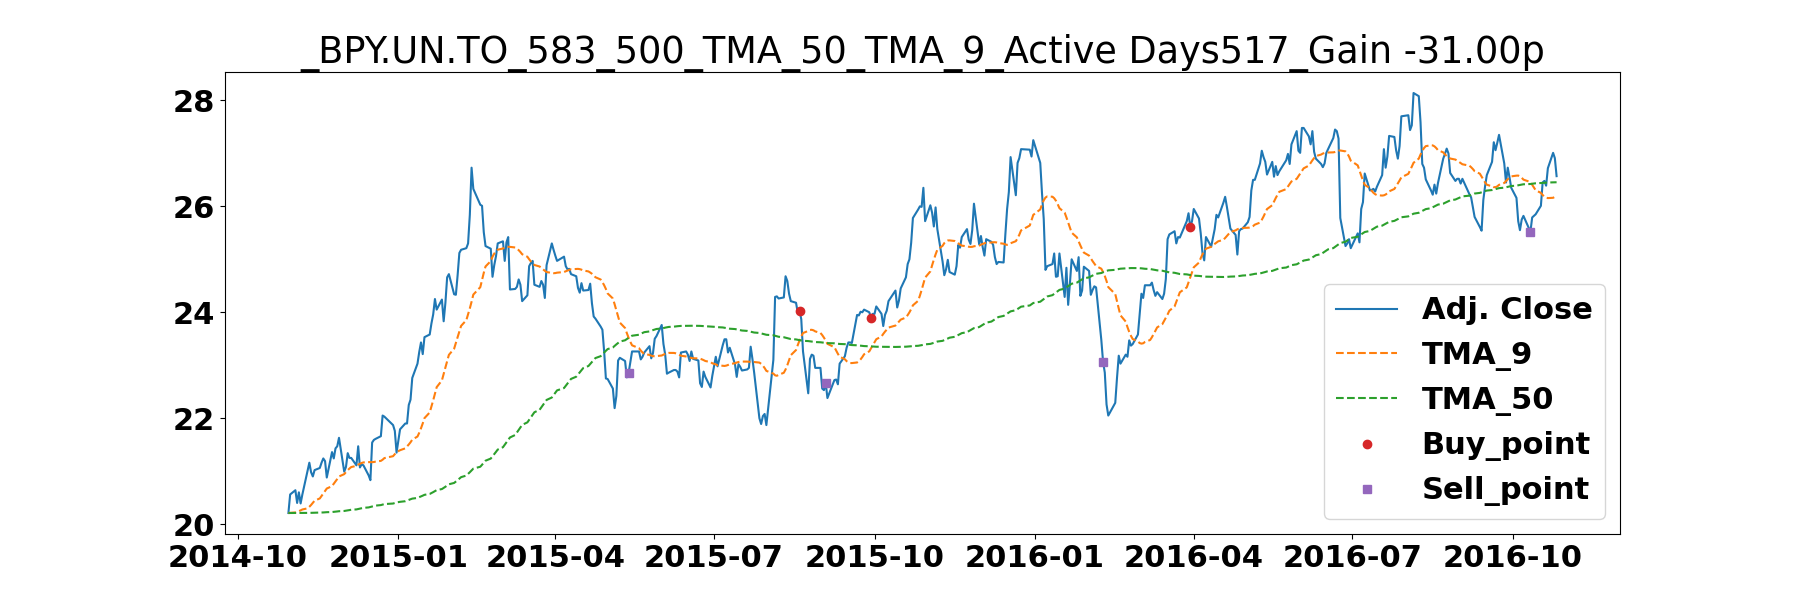 _BPY.UN.TO_583_500_TMA_50_TMA_9_Active Days517_Gain -31.00p
28
26
24
22
20
2014-10 2015-01 2015-04 2015-07 2015-10 2016-01 2016-04 2016-07 2016-10
Adj. Close
TMA_9
TMA_50
Buy_point
Sell_point